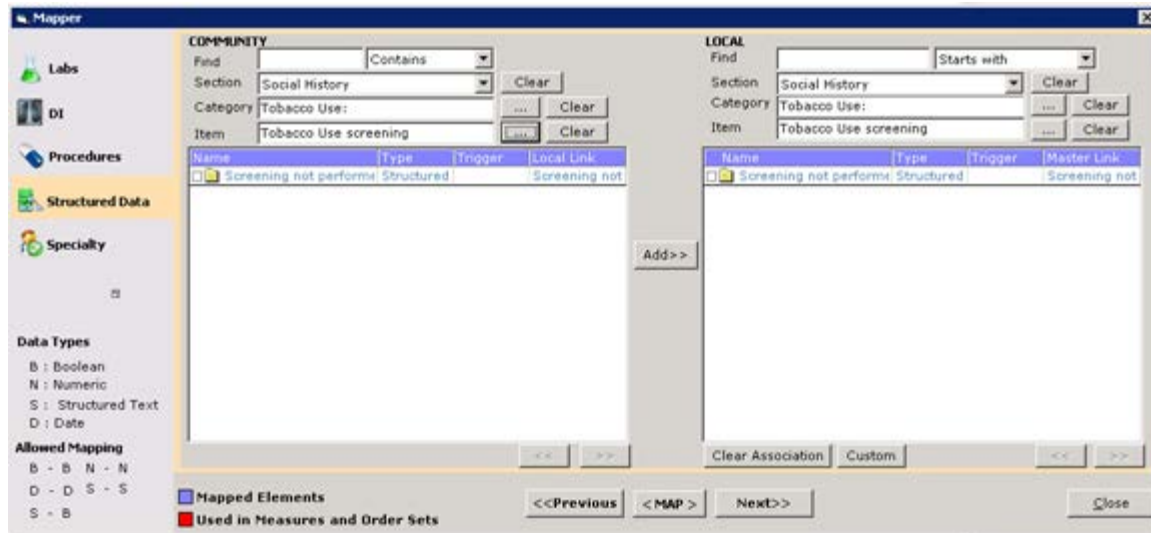 Mapper
Labs
DI
Procedures
Structured Data
Specialty
Data Types
B : Boolean
N : Numeric
S : Structured Text
D : Date
Allowed Mapping
B - B N - N
D - D S - S
S - B
COMMUNITY
Find Contains
Section Social History Clear
Category Tobacco Use: ... Clear
Item Tobacco Use screening ... Clear
Name Type Trigger Local Link
Screening not performe Structured Screening not
<< >>
Add>>
LOCAL
Find Starts with
Section Social History Clear
Category Tobacco Use: ... Clear
Item Tobacco Use screening ... Clear
Name Type Trigger Master Link
Screening not performe Structured Screening not
Clear Association Custom << >>
Mapped Elements
Used in Measures and Order Sets
<<Previous < MAP > Next>> Close